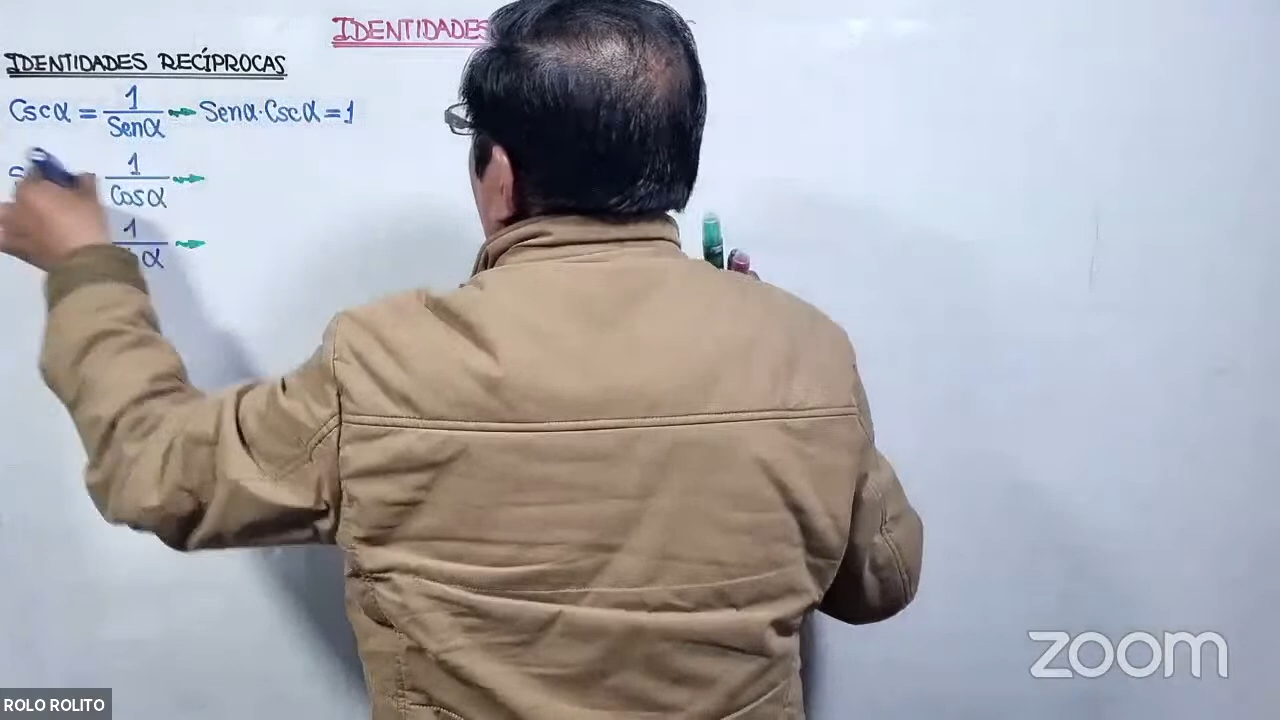 IDENTIDADES
IDENTIDADES RECÍPROCAS
Cscα = 1/Senα → Senα·Cscα = 1
1/Cosα →
1/ α →
zoom
ROLO ROLITO